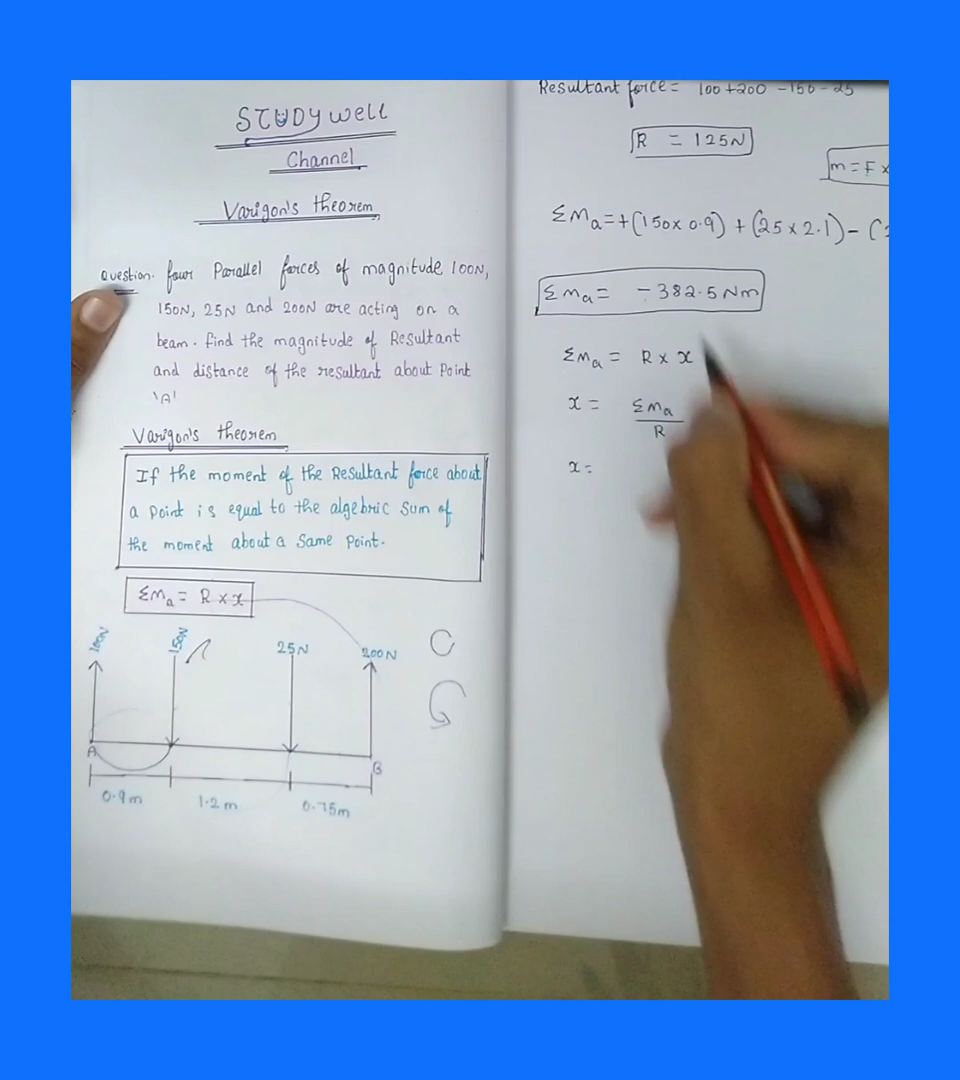 STUDY well
Channel
Varigon's theorem
Question. four Parallel forces of magnitude 100N,
150N, 25N and 200N are acting on a
beam. find the magnitude of Resultant
and distance of the resultant about Point
'A'
Varigon's theorem
If the moment of the Resultant force about
a point is equal to the algebric sum of
the moment about a same point.
ΣMa = R × x
100N 150N 25N 200N
A B
0.9m 1.2m 0.75m
Resultant force = 100+200 -150-25
R = 125N
m = F ×
ΣMa = +(150×0.9) + (25×2.1) - (
ΣMa = -382.5 Nm
ΣMa = R × x
x = ΣMa
R
x =